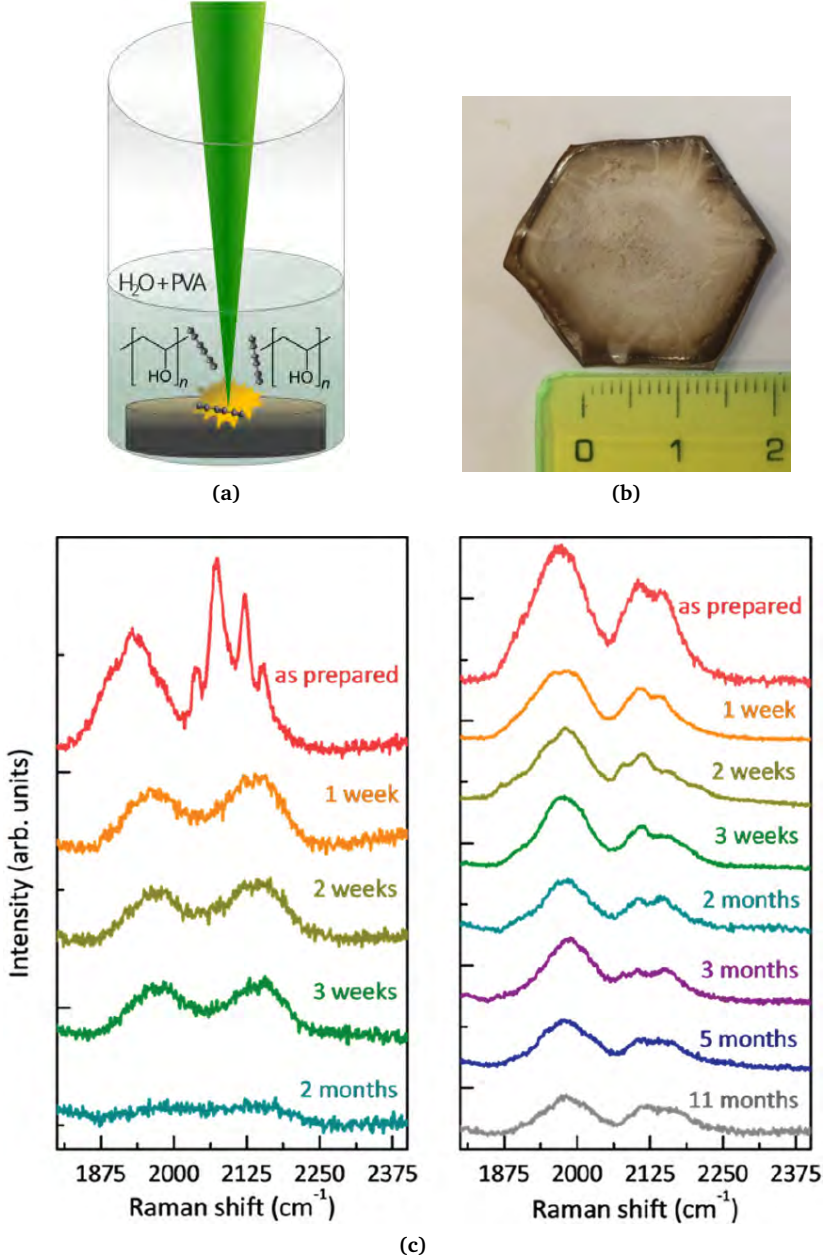 H₂O+PVA
HO n HO n
(a)
0 1 2
(b)
as prepared
1 week
2 weeks
3 weeks
2 months
1875 2000 2125 2250 2375
Raman shift (cm⁻¹)
Intensity (arb. units)
as prepared
1 week
2 weeks
3 weeks
2 months
3 months
5 months
11 months
1875 2000 2125 2250 2375
Raman shift (cm⁻¹)
(c)